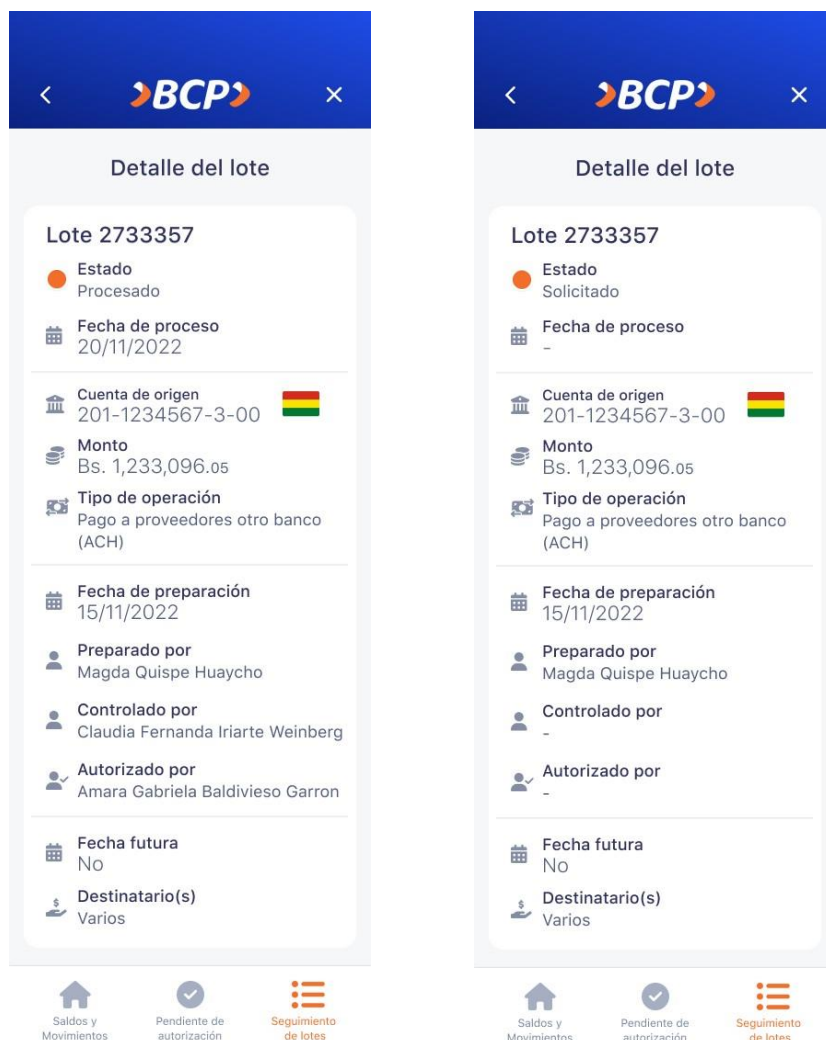 BCP
Detalle del lote
Lote 2733357
Estado
Procesado
Fecha de proceso
20/11/2022
Cuenta de origen
201-1234567-3-00
Monto
Bs. 1,233,096.05
Tipo de operación
Pago a proveedores otro banco
(ACH)
Fecha de preparación
15/11/2022
Preparado por
Magda Quispe Huaycho
Controlado por
Claudia Fernanda Iriarte Weinberg
Autorizado por
Amara Gabriela Baldivieso Garron
Fecha futura
No
Destinatario(s)
Varios
Saldos y
Movimientos
Pendiente de
autorización
Seguimiento
de lotes
BCP
Detalle del lote
Lote 2733357
Estado
Solicitado
Fecha de proceso
-
Cuenta de origen
201-1234567-3-00
Monto
Bs. 1,233,096.05
Tipo de operación
Pago a proveedores otro banco
(ACH)
Fecha de preparación
15/11/2022
Preparado por
Magda Quispe Huaycho
Controlado por
-
Autorizado por
-
Fecha futura
No
Destinatario(s)
Varios
Saldos y
Movimientos
Pendiente de
autorización
Seguimiento
de lotes